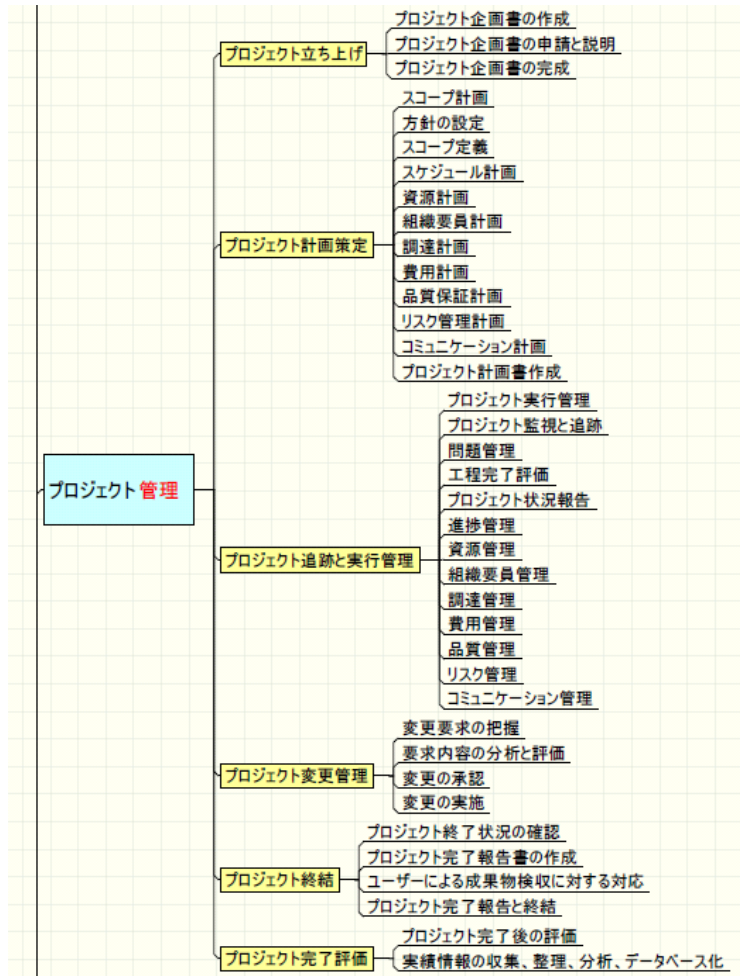 プロジェクト管理
プロジェクト立ち上げ
プロジェクト企画書の作成
プロジェクト企画書の申請と説明
プロジェクト企画書の完成
プロジェクト計画策定
スコープ計画
方針の設定
スコープ定義
スケジュール計画
資源計画
組織要員計画
調達計画
費用計画
品質保証計画
リスク管理計画
コミュニケーション計画
プロジェクト計画書作成
プロジェクト追跡と実行管理
プロジェクト実行管理
プロジェクト監視と追跡
問題管理
工程完了評価
プロジェクト状況報告
進捗管理
資源管理
組織要員管理
調達管理
費用管理
品質管理
リスク管理
コミュニケーション管理
プロジェクト変更管理
変更要求の把握
要求内容の分析と評価
変更の承認
変更の実施
プロジェクト終結
プロジェクト終了状況の確認
プロジェクト完了報告書の作成
ユーザーによる成果物検収に対する対応
プロジェクト完了報告と終結
プロジェクト完了評価
プロジェクト完了後の評価
実績情報の収集、整理、分析、データベース化